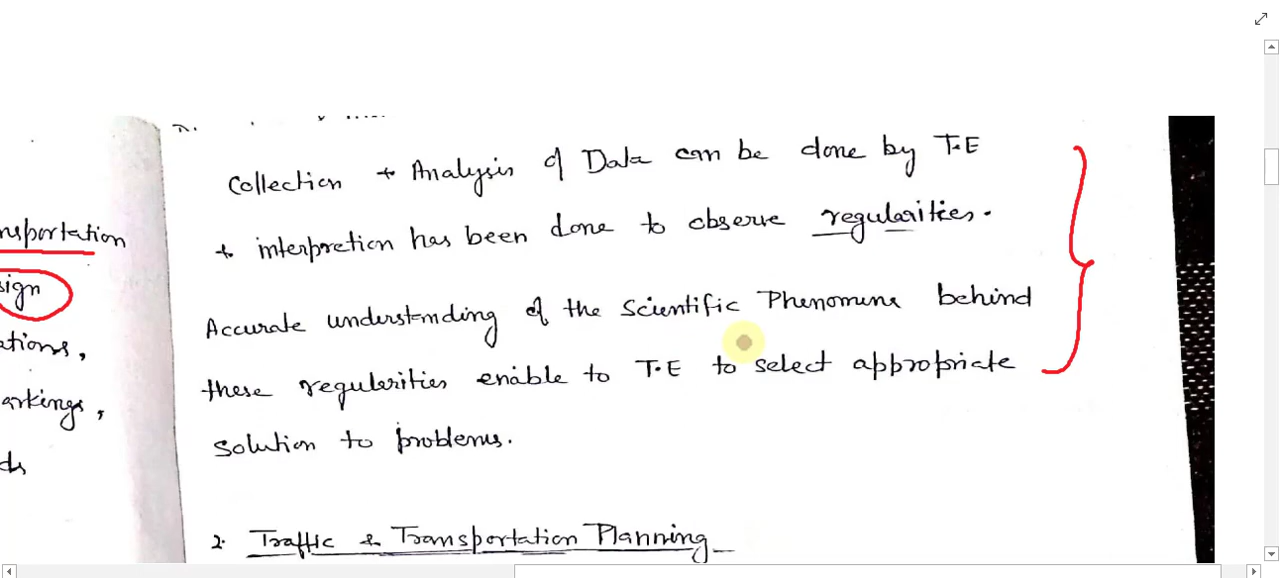 Collection + Analysis of Data can be done by T.E
+ interpretion has been done to observe regularities.
Accurate understanding of the Scientific Phenomena behind
these regularities enable to T.E to select appropriate
solution to problems.
2. Traffic & Transportation Planning
nsportation
sign
ations,
arkings,
ds